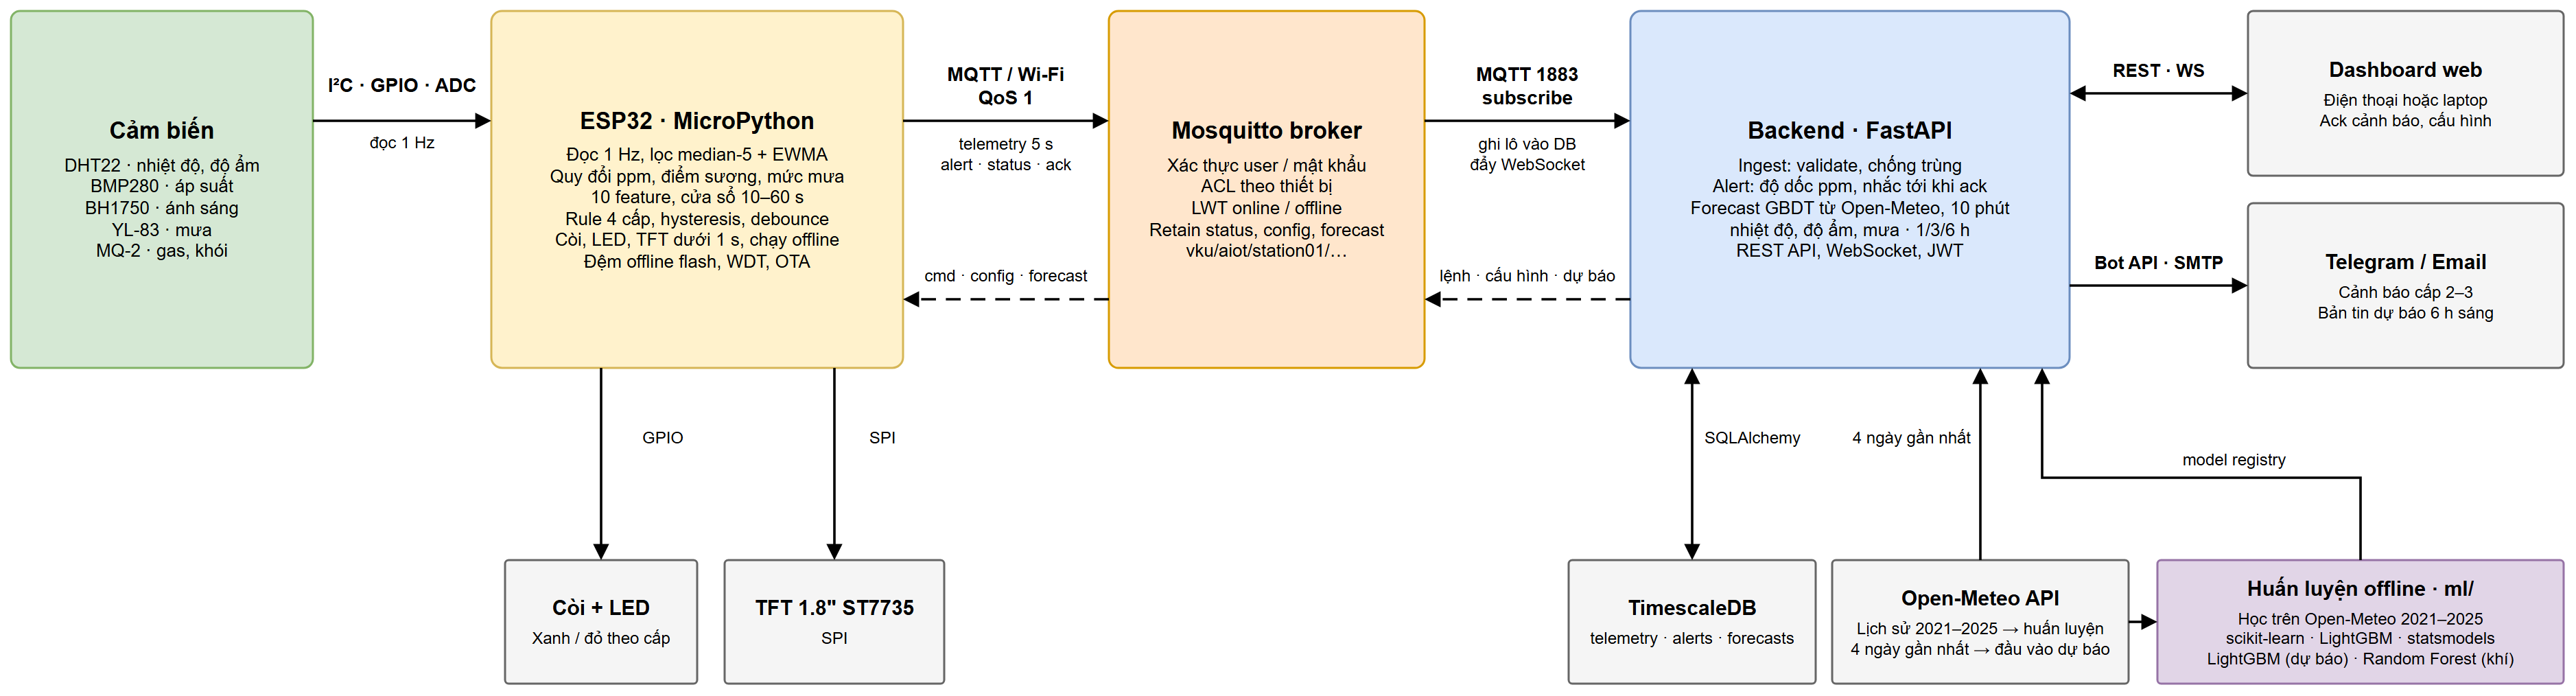 Cảm biến
DHT22 · nhiệt độ, độ ẩm
BMP280 · áp suất
BH1750 · ánh sáng
YL-83 · mưa
MQ-2 · gas, khói
I²C · GPIO · ADC
đọc 1 Hz
ESP32 · MicroPython
Đọc 1 Hz, lọc median-5 + EWMA
Quy đổi ppm, điểm sương, mức mưa
10 feature, cửa sổ 10–60 s
Rule 4 cấp, hysteresis, debounce
Còi, LED, TFT dưới 1 s, chạy offline
Đệm offline flash, WDT, OTA
MQTT / Wi-Fi
QoS 1
telemetry 5 s
alert · status · ack
cmd · config · forecast
Mosquitto broker
Xác thực user / mật khẩu
ACL theo thiết bị
LWT online / offline
Retain status, config, forecast
vku/aiot/station01/…
MQTT 1883
subscribe
ghi lô vào DB
đẩy WebSocket
lệnh · cấu hình · dự báo
Backend · FastAPI
Ingest: validate, chống trùng
Alert: độ dốc ppm, nhắc tới khi ack
Forecast GBDT từ Open-Meteo, 10 phút
nhiệt độ, độ ẩm, mưa · 1/3/6 h
REST API, WebSocket, JWT
REST · WS
Dashboard web
Điện thoại hoặc laptop
Ack cảnh báo, cấu hình
Bot API · SMTP
Telegram / Email
Cảnh báo cấp 2–3
Bản tin dự báo 6 h sáng
GPIO
SPI
SQLAlchemy
4 ngày gần nhất
model registry
Còi + LED
Xanh / đỏ theo cấp
TFT 1.8" ST7735
SPI
TimescaleDB
telemetry · alerts · forecasts
Open-Meteo API
Lịch sử 2021–2025 → huấn luyện
4 ngày gần nhất → đầu vào dự báo
Huấn luyện offline · ml/
Học trên Open-Meteo 2021–2025
scikit-learn · LightGBM · statsmodels
LightGBM (dự báo) · Random Forest (khí)